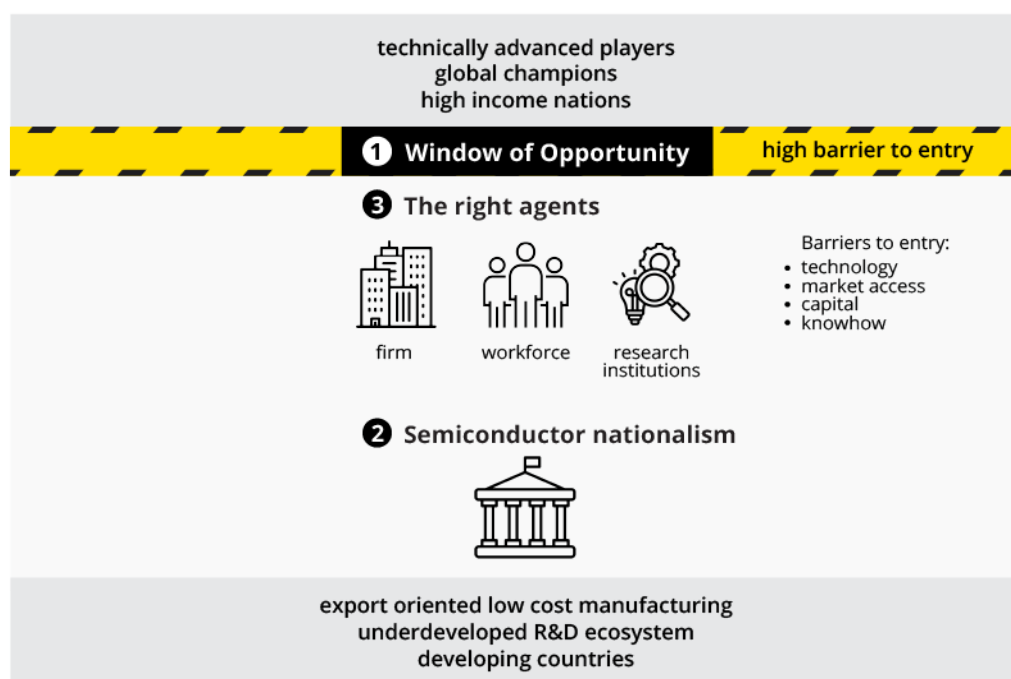 technically advanced players
global champions
high income nations
1 Window of Opportunity
high barrier to entry
3 The right agents
firm
workforce
research
institutions
Barriers to entry:
• technology
• market access
• capital
• knowhow
2 Semiconductor nationalism
export oriented low cost manufacturing
underdeveloped R&D ecosystem
developing countries